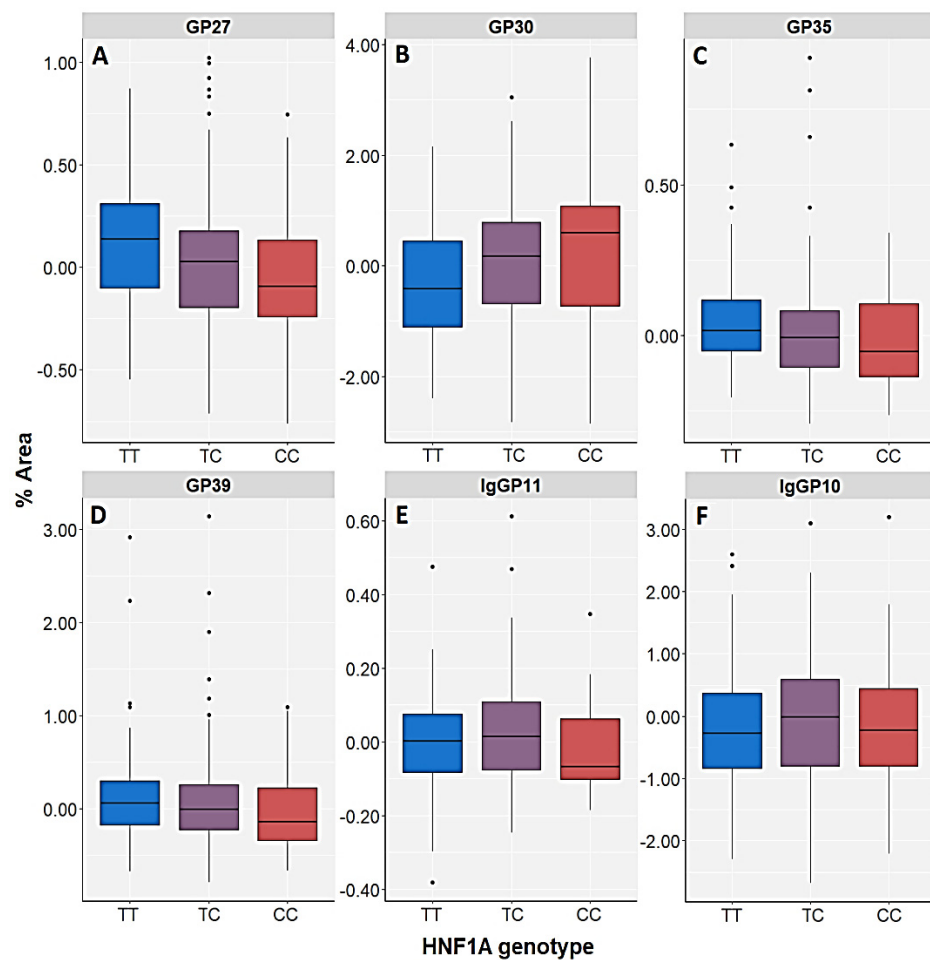 GP27
GP30
GP35
A
B
C
1.00
0.50
0.00
-0.50
4.00
2.00
0.00
-2.00
0.50
0.00
TT
TC
CC
TT
TC
CC
TT
TC
CC
% Area
GP39
IgGP11
IgGP10
D
E
F
3.00
2.00
1.00
0.00
0.60
0.40
0.20
0.00
-0.20
-0.40
3.00
2.00
1.00
0.00
-1.00
-2.00
TT
TC
CC
TT
TC
CC
TT
TC
CC
HNF1A genotype